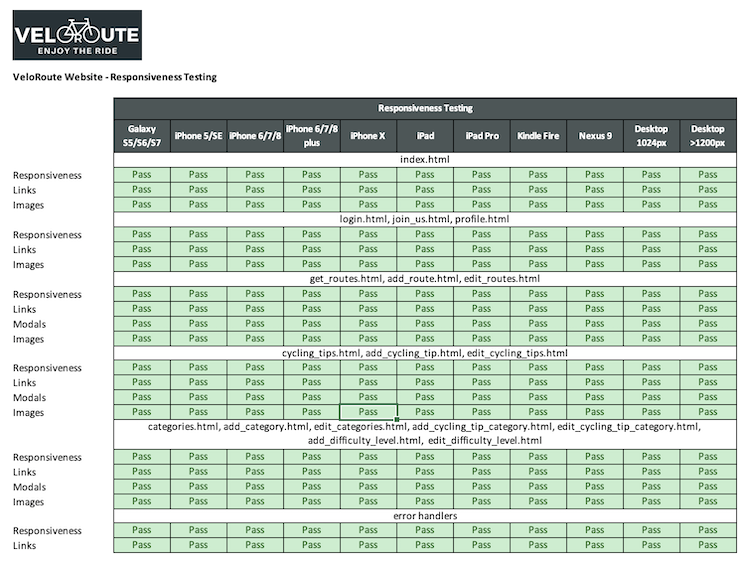 VELOROUTE
ENJOY THE RIDE
VeloRoute Website - Responsiveness Testing
Responsiveness Testing
Galaxy S5/S6/S7 iPhone 5/SE iPhone 6/7/8 iPhone 6/7/8 plus iPhone X iPad iPad Pro Kindle Fire Nexus 9 Desktop 1024px Desktop >1200px
index.html
Responsiveness Pass Pass Pass Pass Pass Pass Pass Pass Pass Pass Pass
Links Pass Pass Pass Pass Pass Pass Pass Pass Pass Pass Pass
Images Pass Pass Pass Pass Pass Pass Pass Pass Pass Pass Pass
login.html, join_us.html, profile.html
Responsiveness Pass Pass Pass Pass Pass Pass Pass Pass Pass Pass Pass
Links Pass Pass Pass Pass Pass Pass Pass Pass Pass Pass Pass
Images Pass Pass Pass Pass Pass Pass Pass Pass Pass Pass Pass
get_routes.html, add_route.html, edit_routes.html
Responsiveness Pass Pass Pass Pass Pass Pass Pass Pass Pass Pass Pass
Links Pass Pass Pass Pass Pass Pass Pass Pass Pass Pass Pass
Modals Pass Pass Pass Pass Pass Pass Pass Pass Pass Pass Pass
Images Pass Pass Pass Pass Pass Pass Pass Pass Pass Pass Pass
cycling_tips.html, add_cycling_tip.html, edit_cycling_tips.html
Responsiveness Pass Pass Pass Pass Pass Pass Pass Pass Pass Pass Pass
Links Pass Pass Pass Pass Pass Pass Pass Pass Pass Pass Pass
Modals Pass Pass Pass Pass Pass Pass Pass Pass Pass Pass Pass
Images Pass Pass Pass Pass Pass Pass Pass Pass Pass Pass Pass
categories.html, add_category.html, edit_categories.html, add_cycling_tip_category.html, edit_cycling_tip_category.html,
add_difficulty_level.html, edit_difficulty_level.html
Responsiveness Pass Pass Pass Pass Pass Pass Pass Pass Pass Pass Pass
Links Pass Pass Pass Pass Pass Pass Pass Pass Pass Pass Pass
Modals Pass Pass Pass Pass Pass Pass Pass Pass Pass Pass Pass
Images Pass Pass Pass Pass Pass Pass Pass Pass Pass Pass Pass
error handlers
Responsiveness Pass Pass Pass Pass Pass Pass Pass Pass Pass Pass Pass
Links Pass Pass Pass Pass Pass Pass Pass Pass Pass Pass Pass